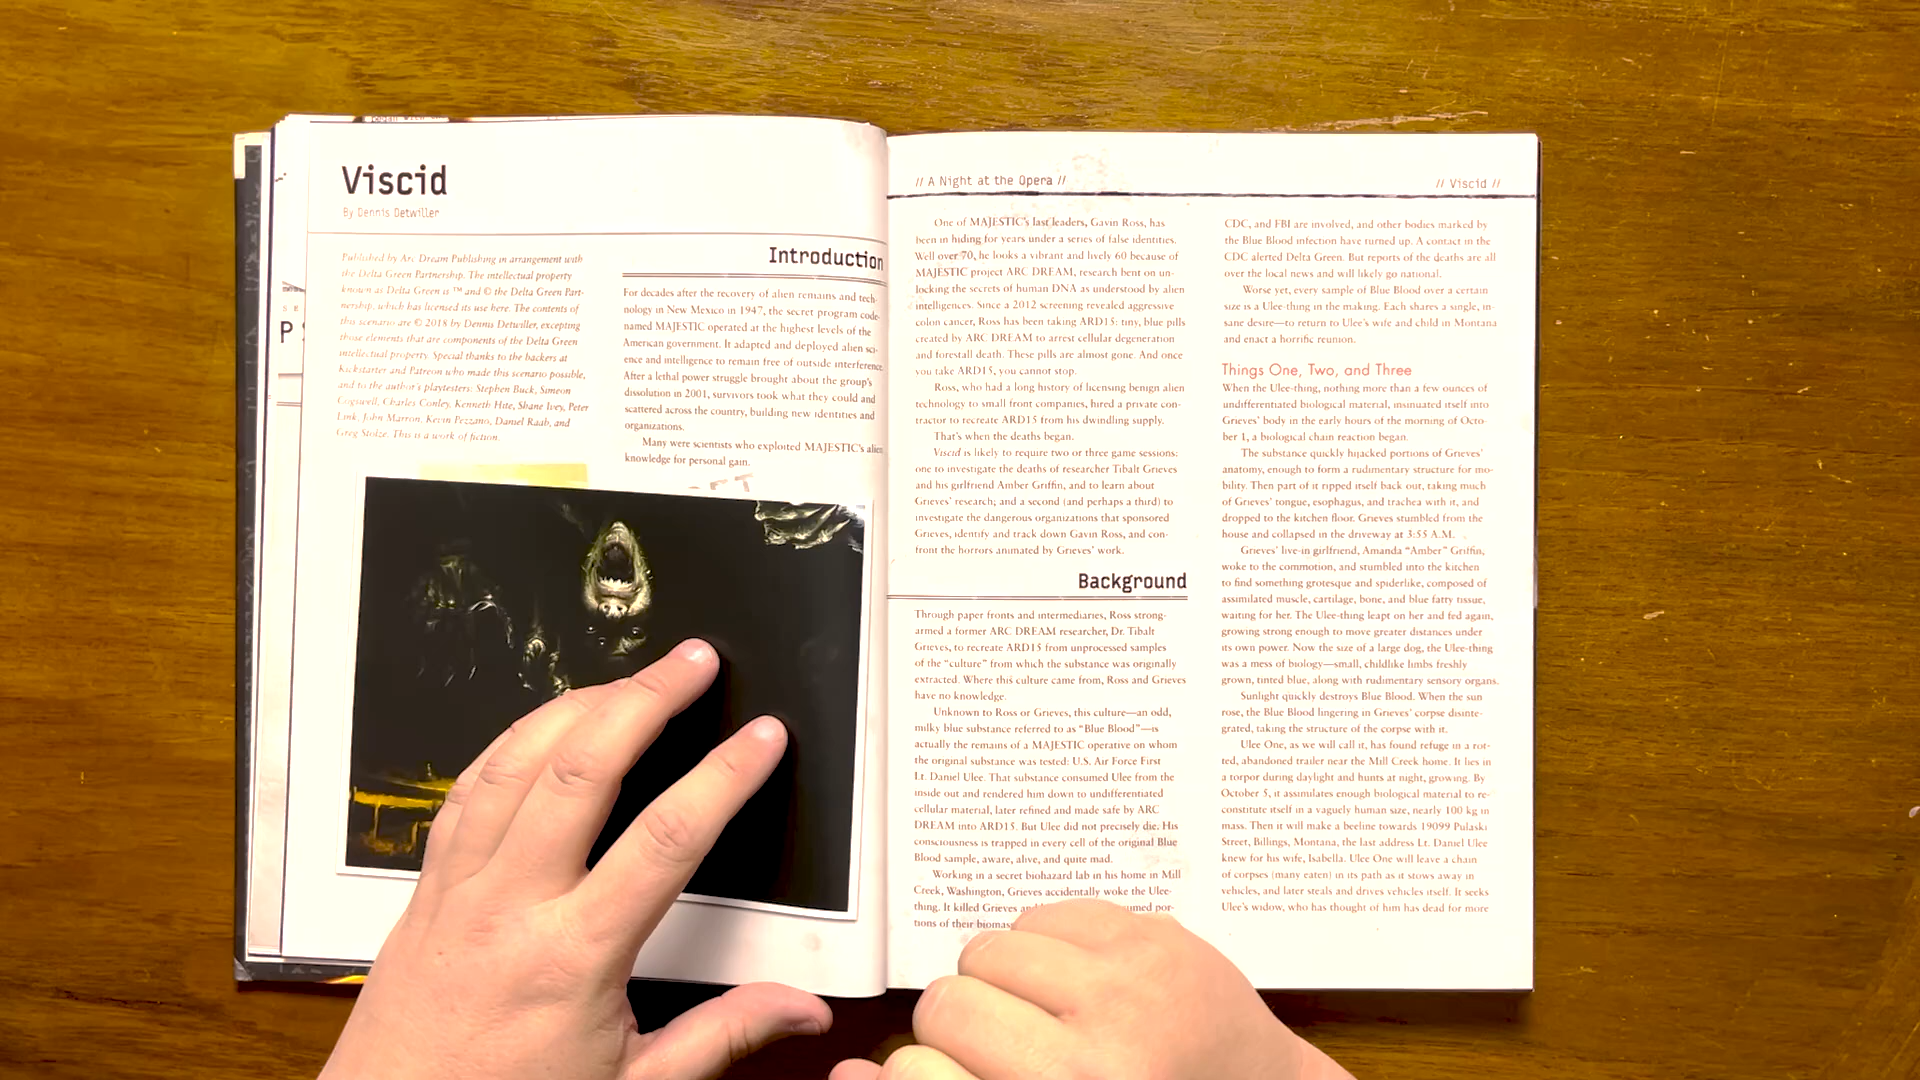 Viscid
By Dennis Detwiller
Published by Arc Dream Publishing in arrangement with
the Delta Green Partnership. The intellectual property
known as Delta Green is ™ and © the Delta Green Part-
nership, which has licensed its use here. The contents of
this scenario are © 2018 by Dennis Detwiller, excepting
those elements that are components of the Delta Green
intellectual property. Special thanks to the backers at
Kickstarter and Patreon who made this scenario possible,
and to the author's playtesters: Stephen Buck, Simeon
Cogswell, Charles Conley, Kenneth Hite, Shane Ivey, Peter
Link, John Marron, Kevin Pezzano, Daniel Raab, and
Greg Stolze. This is a work of fiction.
Introduction
For decades after the recovery of alien remains and tech-
nology in New Mexico in 1947, the secret program code-
named MAJESTIC operated at the highest levels of the
American government. It adapted and deployed alien sci-
ence and intelligence to remain free of outside interference.
After a lethal power struggle brought about the group's
dissolution in 2001, survivors took what they could and
scattered across the country, building new identities and
organizations.
Many were scientists who exploited MAJESTIC's alien
knowledge for personal gain.
// A Night at the Opera //
// Viscid //
One of MAJESTIC's last leaders, Gavin Ross, has
been in hiding for years under a series of false identities.
Well over 70, he looks a vibrant and lively 60 because of
MAJESTIC project ARC DREAM, research bent on un-
locking the secrets of human DNA as understood by alien
intelligences. Since a 2012 screening revealed aggressive
colon cancer, Ross has been taking ARD15: tiny, blue pills
created by ARC DREAM to arrest cellular degeneration
and forestall death. These pills are almost gone. And once
you take ARD15, you cannot stop.
Ross, who had a long history of licensing benign alien
technology to small front companies, hired a private con-
tractor to recreate ARD15 from his dwindling supply.
That's when the deaths began.
Viscid is likely to require two or three game sessions:
one to investigate the deaths of researcher Tibalt Grieves
and his girlfriend Amber Griffin, and to learn about
Grieves' research; and a second (and perhaps a third) to
investigate the dangerous organizations that sponsored
Grieves, identify and track down Gavin Ross, and con-
front the horrors animated by Grieves' work.
Background
Through paper fronts and intermediaries, Ross strong-
armed a former ARC DREAM researcher, Dr. Tibalt
Grieves, to recreate ARD15 from unprocessed samples
of the "culture" from which the substance was originally
extracted. Where this culture came from, Ross and Grieves
have no knowledge.
Unknown to Ross or Grieves, this culture—an odd,
milky blue substance referred to as "Blue Blood"—is
actually the remains of a MAJESTIC operative on whom
the original substance was tested: U.S. Air Force First
Lt. Daniel Ulee. That substance consumed Ulee from the
inside out and rendered him down to undifferentiated
cellular material, later refined and made safe by ARC
DREAM into ARD15. But Ulee did not precisely die. His
consciousness is trapped in every cell of the original Blue
Blood sample, aware, alive, and quite mad.
Working in a secret biohazard lab in his home in Mill
Creek, Washington, Grieves accidentally woke the Ulee-
thing. It killed Grieves and
tions of their biomas
CDC, and FBI are involved, and other bodies marked by
the Blue Blood infection have turned up. A contact in the
CDC alerted Delta Green. But reports of the deaths are all
over the local news and will likely go national.
Worse yet, every sample of Blue Blood over a certain
size is a Ulee-thing in the making. Each shares a single, in-
sane desire—to return to Ulee's wife and child in Montana
and enact a horrific reunion.
Things One, Two, and Three
When the Ulee-thing, nothing more than a few ounces of
undifferentiated biological material, insinuated itself into
Grieves' body in the early hours of the morning of Octo-
ber 1, a biological chain reaction began.
The substance quickly hijacked portions of Grieves'
anatomy, enough to form a rudimentary structure for mo-
bility. Then part of it ripped itself back out, taking much
of Grieves' tongue, esophagus, and trachea with it, and
dropped to the kitchen floor. Grieves stumbled from the
house and collapsed in the driveway at 3:55 A.M.
Grieves' live-in girlfriend, Amanda "Amber" Griffin,
woke to the commotion, and stumbled into the kitchen
to find something grotesque and spiderlike, composed of
assimilated muscle, cartilage, bone, and blue fatty tissue,
waiting for her. The Ulee-thing leapt on her and fed again,
growing strong enough to move greater distances under
its own power. Now the size of a large dog, the Ulee-thing
was a mess of biology—small, childlike limbs freshly
grown, tinted blue, along with rudimentary sensory organs.
Sunlight quickly destroys Blue Blood. When the sun
rose, the Blue Blood lingering in Grieves' corpse disinte-
grated, taking the structure of the corpse with it.
Ulee One, as we will call it, has found refuge in a rot-
ted, abandoned trailer near the Mill Creek home. It lies in
a torpor during daylight and hunts at night, growing. By
October 5, it assimilates enough biological material to re-
constitute itself in a vaguely human size, nearly 100 kg in
mass. Then it will make a beeline towards 19099 Pulaski
Street, Billings, Montana, the last address Lt. Daniel Ulee
knew for his wife, Isabella. Ulee One will leave a chain
of corpses (many eaten) in its path as it stows away in
vehicles, and later steals and drives vehicles itself. It seeks
Ulee's widow, who has thought of him has dead for more